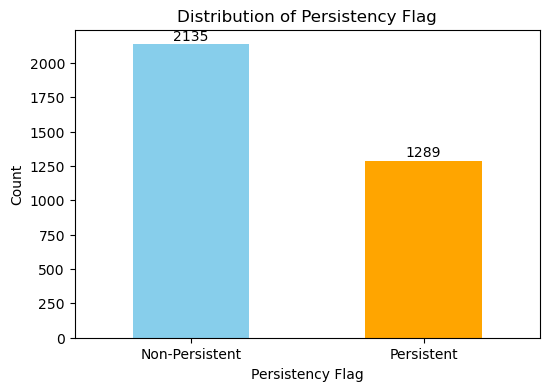 Distribution of Persistency Flag
2135
1289
2000
1750
1500
1250
1000
750
500
250
0
Count
Non-Persistent
Persistent
Persistency Flag